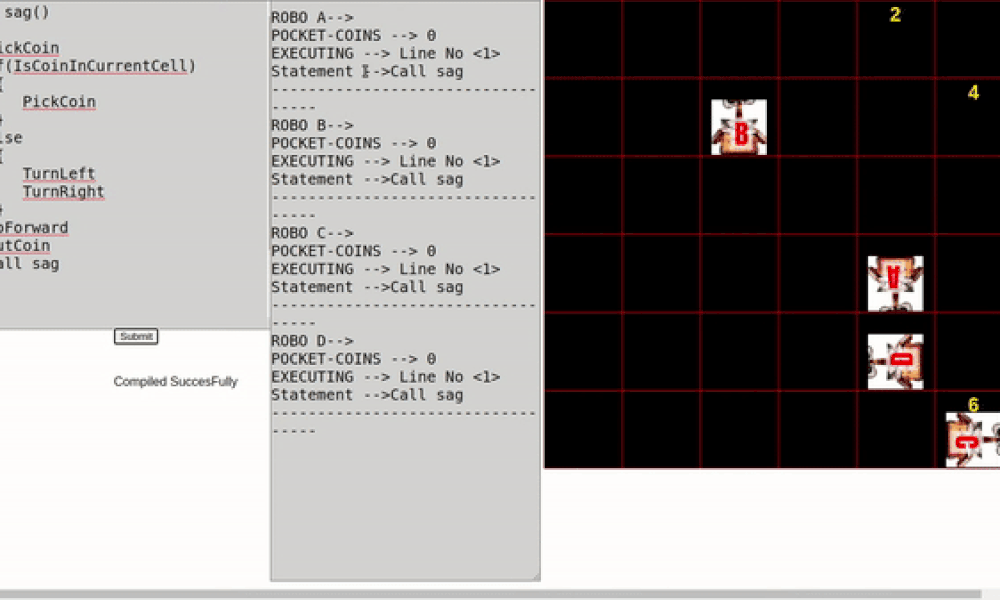 sag()
ickCoin
f(IsCoinInCurrentCell)
{
PickCoin
}
lse
{
TurnLeft
TurnRight
}
oForward
utCoin
all sag
Submit
Compiled SuccesFully
ROBO A-->
POCKET-COINS --> 0
EXECUTING --> Line No <1>
Statement -->Call sag
-----------------------------
-----
ROBO B-->
POCKET-COINS --> 0
EXECUTING --> Line No <1>
Statement -->Call sag
-----------------------------
-----
ROBO C-->
POCKET-COINS --> 0
EXECUTING --> Line No <1>
Statement -->Call sag
-----------------------------
-----
ROBO D-->
POCKET-COINS --> 0
EXECUTING --> Line No <1>
Statement -->Call sag
-----------------------------
-----
2
4
B
A
D
6
C